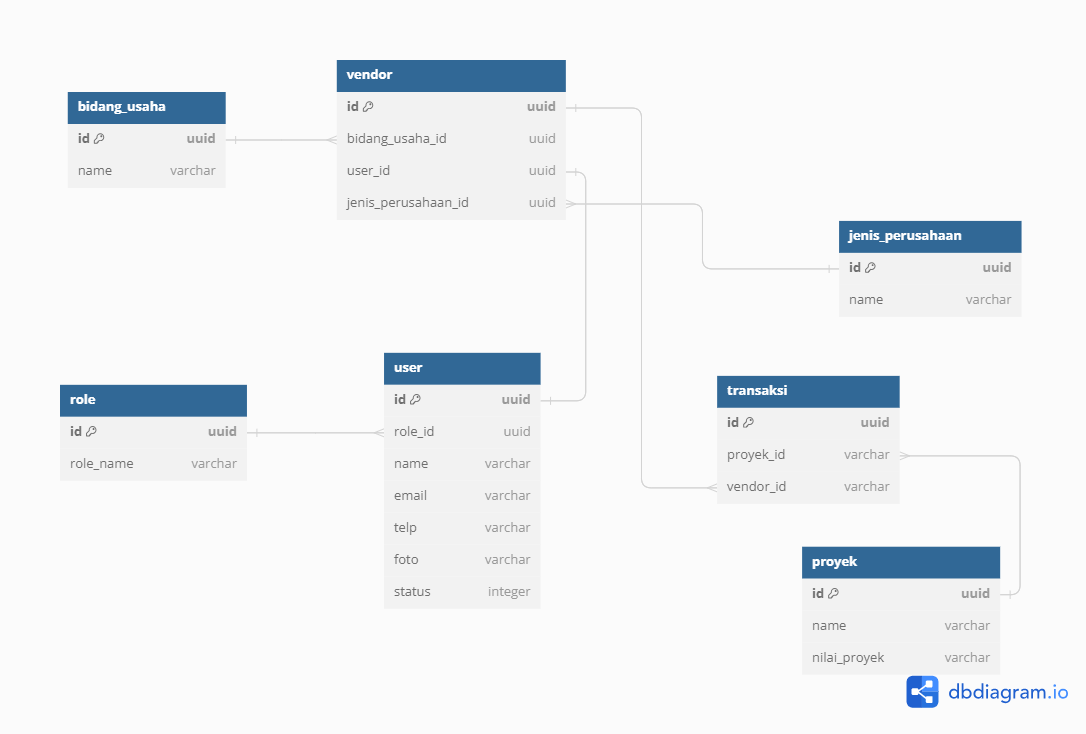 bidang_usaha
id uuid
name varchar
vendor
id uuid
bidang_usaha_id uuid
user_id uuid
jenis_perusahaan_id uuid
jenis_perusahaan
id uuid
name varchar
role
id uuid
role_name varchar
user
id uuid
role_id uuid
name varchar
email varchar
telp varchar
foto varchar
status integer
transaksi
id uuid
proyek_id varchar
vendor_id varchar
proyek
id uuid
name varchar
nilai_proyek varchar
dbdiagram.io